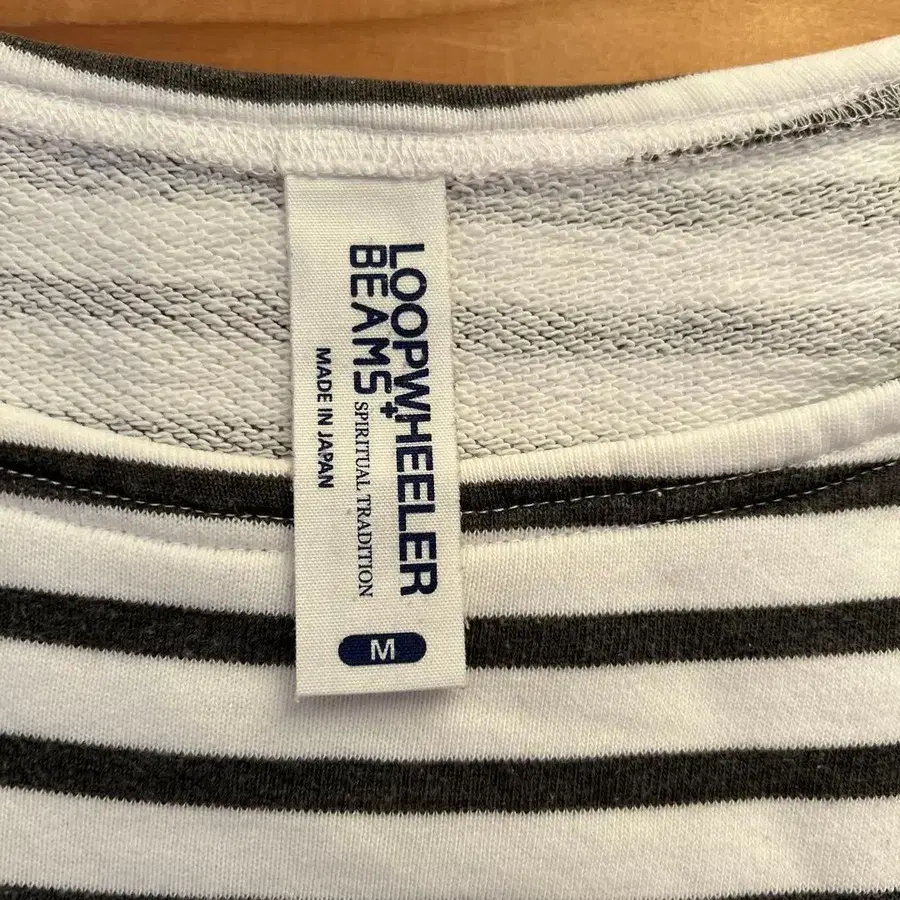 LOOPWHEELER
+
BEAMS
SPIRITUAL TRADITION
MADE IN JAPAN
M